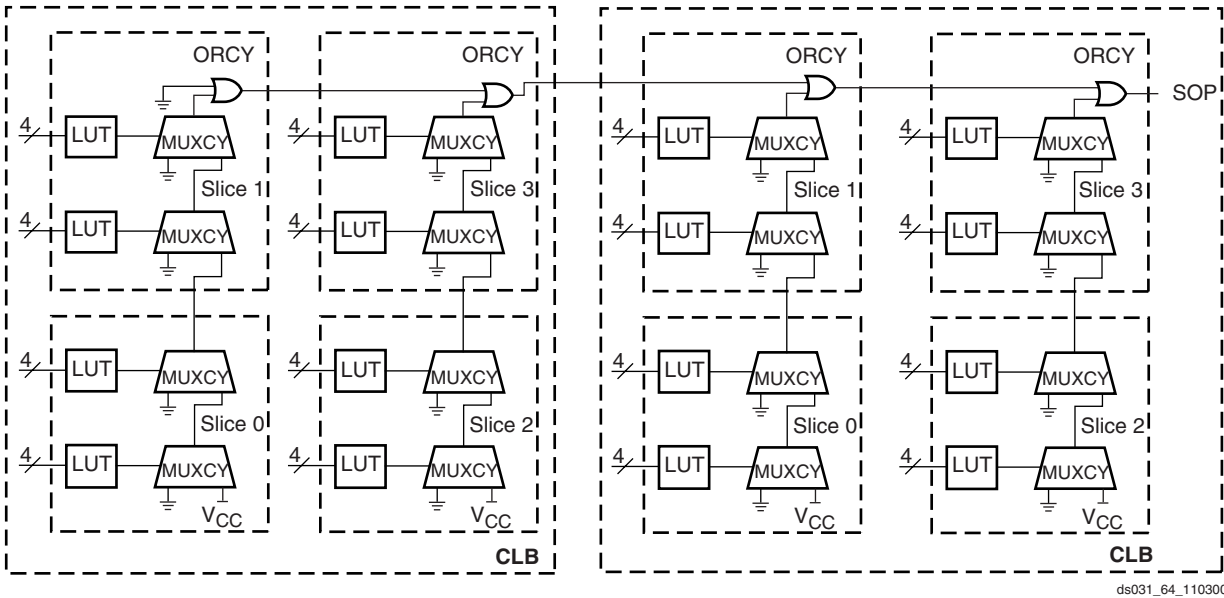 ORCY ORCY ORCY ORCY
SOP
4 LUT MUXCY 4 LUT MUXCY 4 LUT MUXCY 4 LUT MUXCY
Slice 1 Slice 3 Slice 1 Slice 3
4 LUT MUXCY 4 LUT MUXCY 4 LUT MUXCY 4 LUT MUXCY
4 LUT MUXCY 4 LUT MUXCY 4 LUT MUXCY 4 LUT MUXCY
Slice 0 Slice 2 Slice 0 Slice 2
4 LUT MUXCY 4 LUT MUXCY 4 LUT MUXCY 4 LUT MUXCY
VCC VCC VCC VCC
CLB CLB
ds031_64_110300